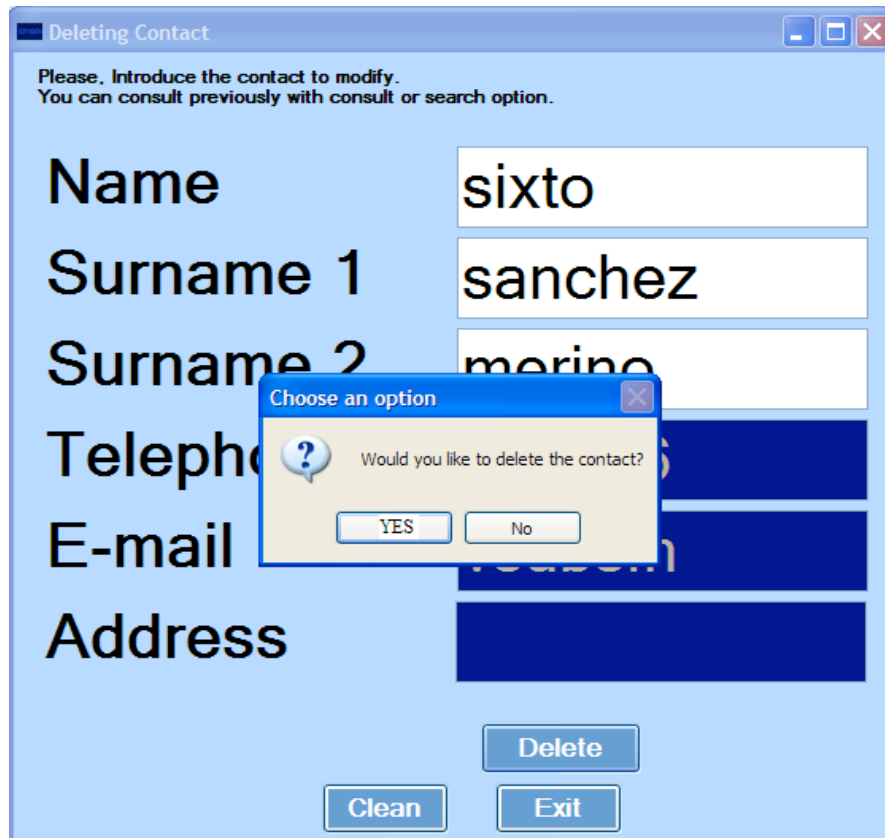 Deleting Contact
Please, Introduce the contact to modify.
You can consult previously with consult or search option.
Name sixto
Surname 1 sanchez
Surname 2 merino
Choose an option
Would you like to delete the contact?
YES No
E-mail
Address
Delete
Clean Exit